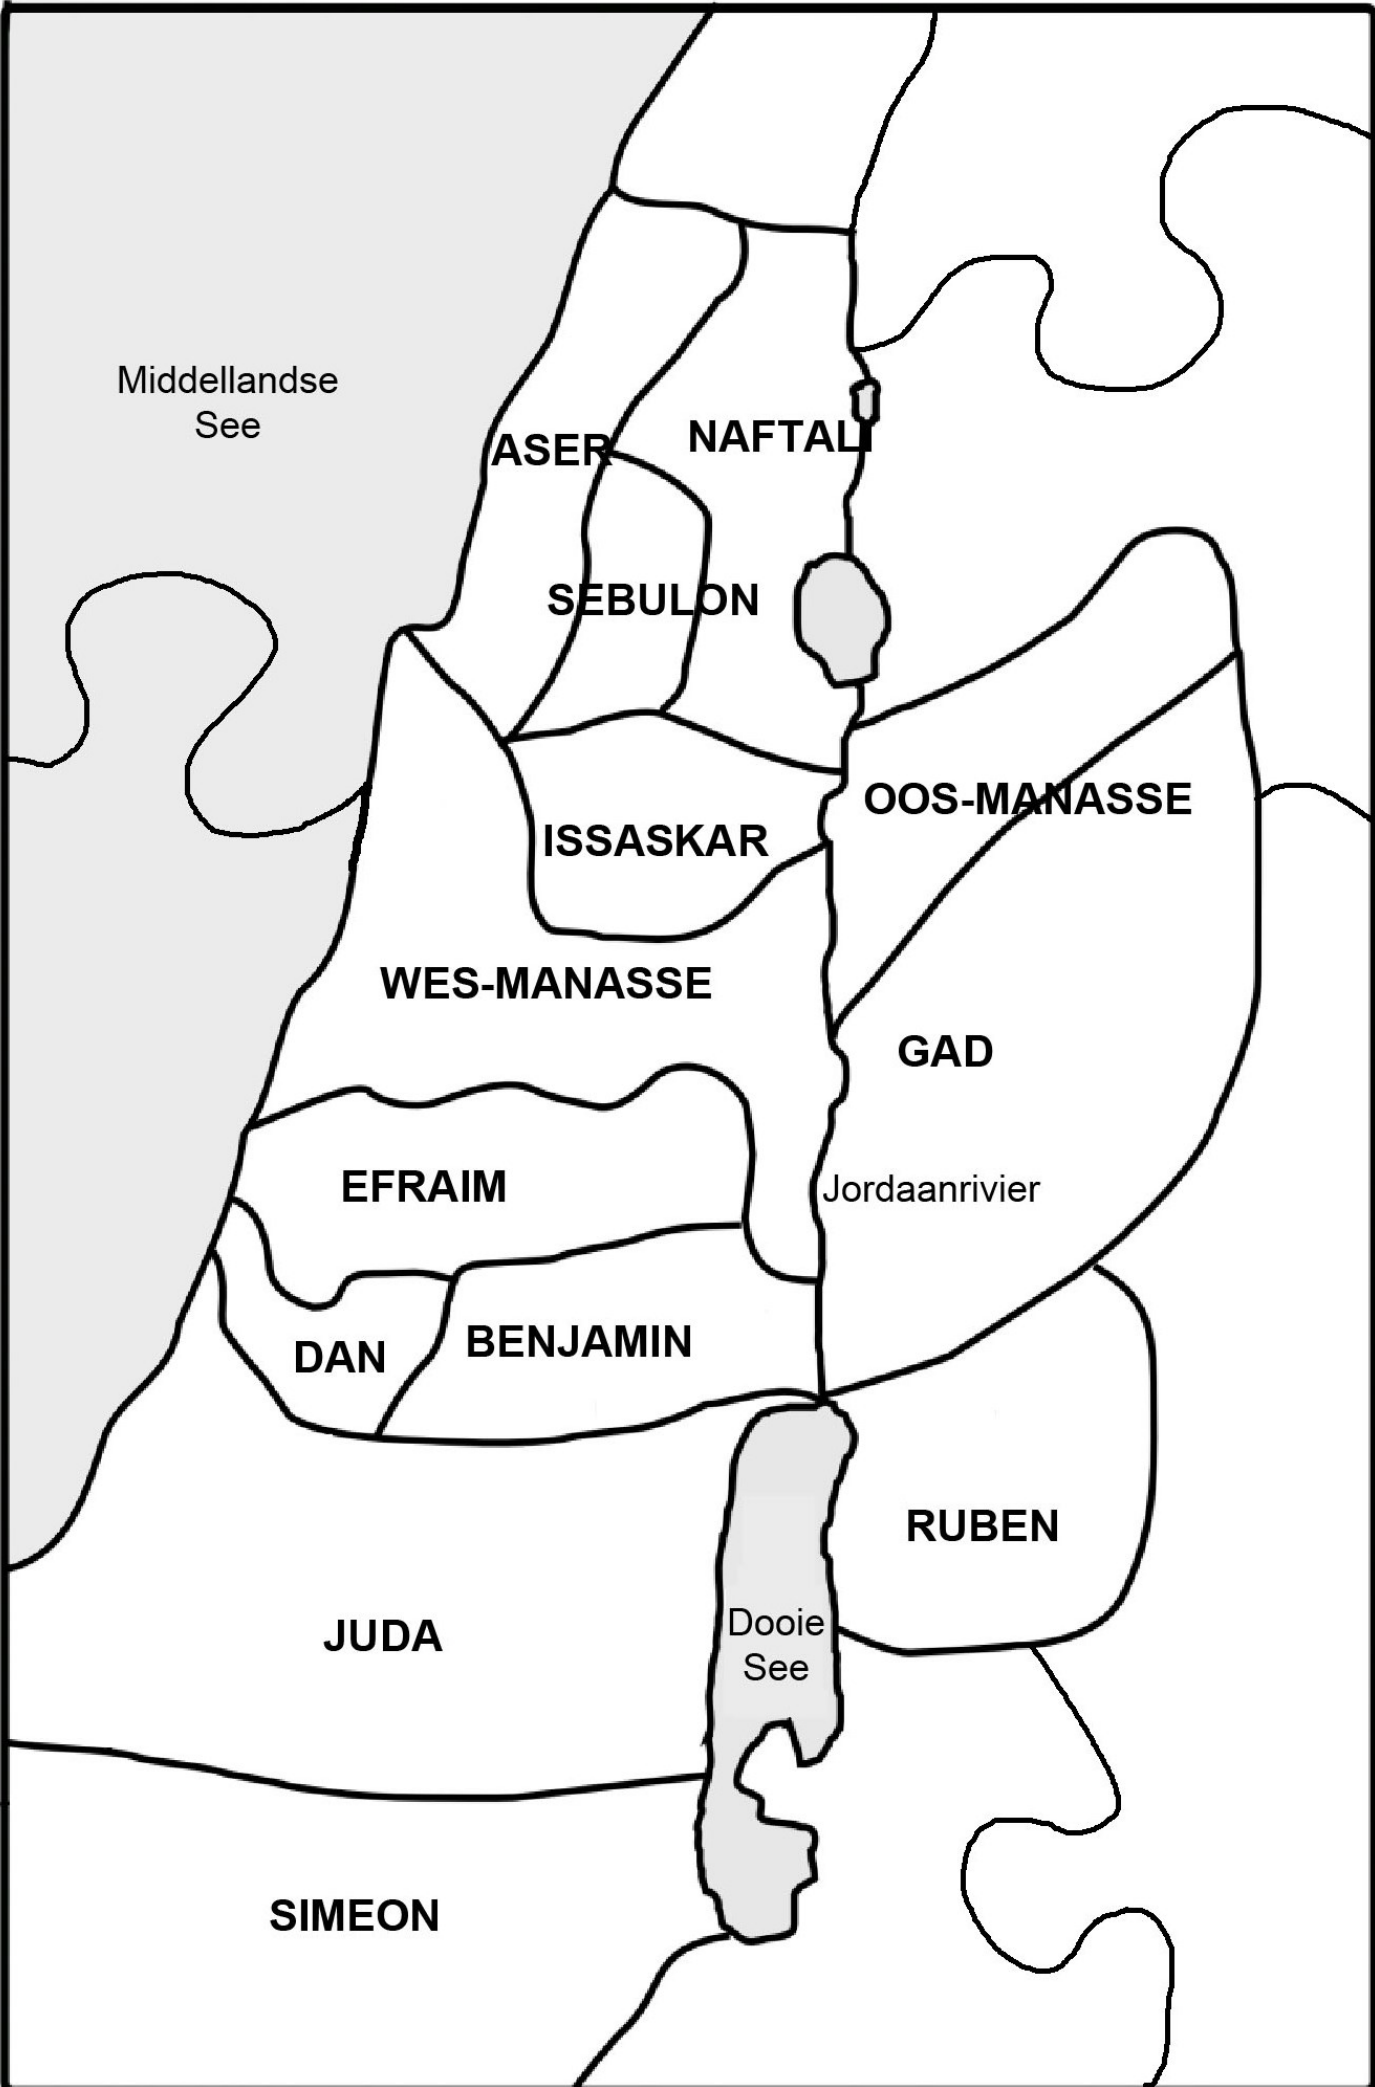 Middellandse
See
ASER
NAFTALI
SEBULON
OOS-MANASSE
ISSASKAR
WES-MANASSE
GAD
EFRAIM
Jordaanrivier
DAN
BENJAMIN
RUBEN
JUDA
Dooie
See
SIMEON